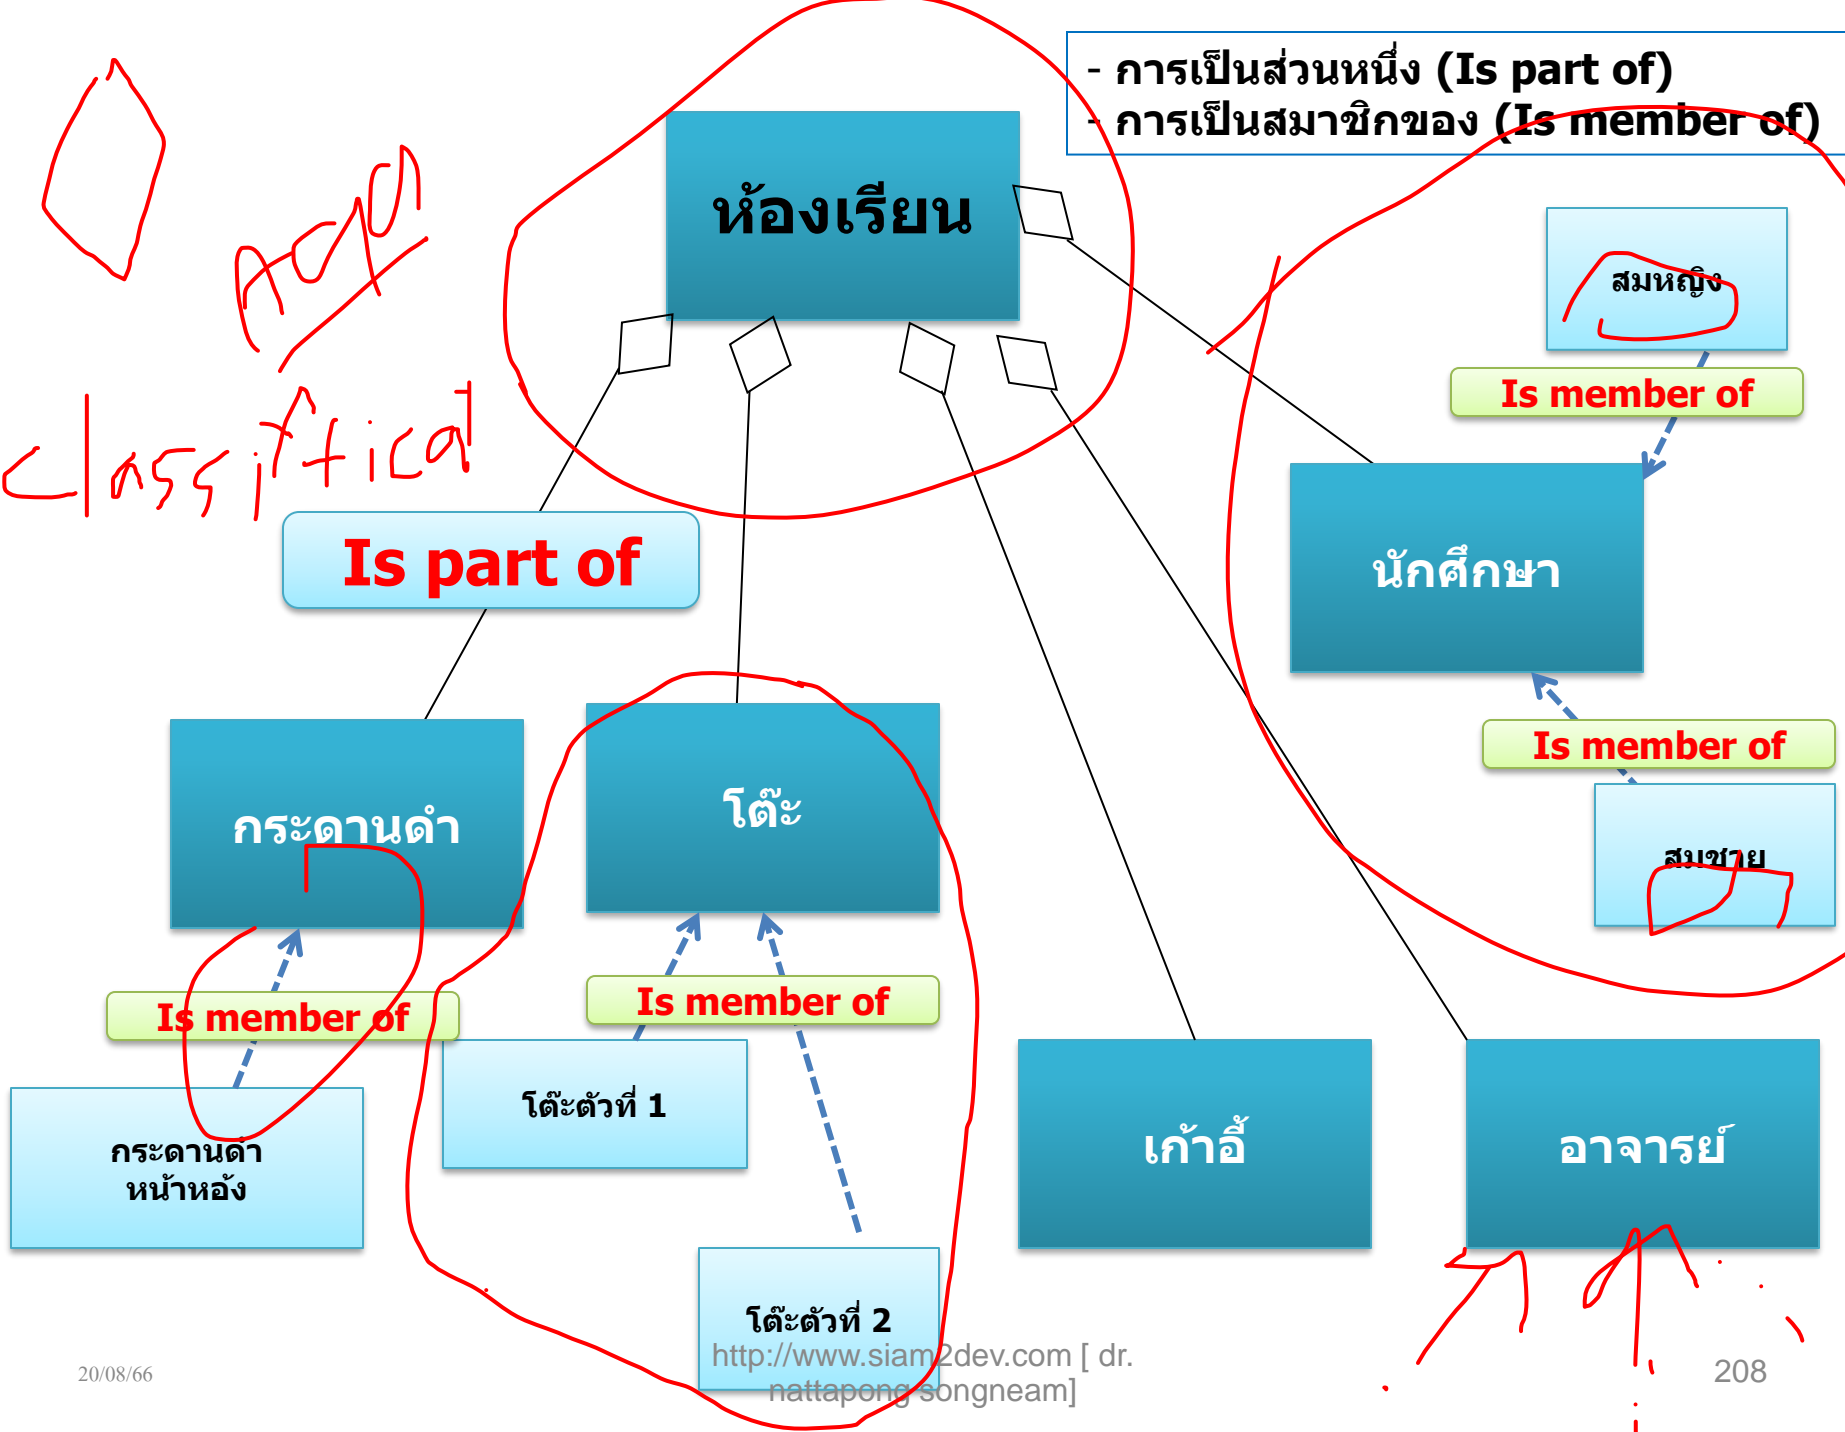 - การเป็นส่วนหนึ่ง (Is part of)
- การเป็นสมาชิกของ (Is member of)
ห้องเรียน
สมหญิง
Is member of
Is part of
นักศึกษา
Is member of
สมชาย
กระดานดำ
โต๊ะ
Is member of
Is member of
โต๊ะตัวที่ 1
กระดานดำ
หน้าหอ้ง
เก้าอี้
อาจารย์
โต๊ะตัวที่ 2
http://www.siam2dev.com [ dr.
nattapong songneam]
20/08/66
208